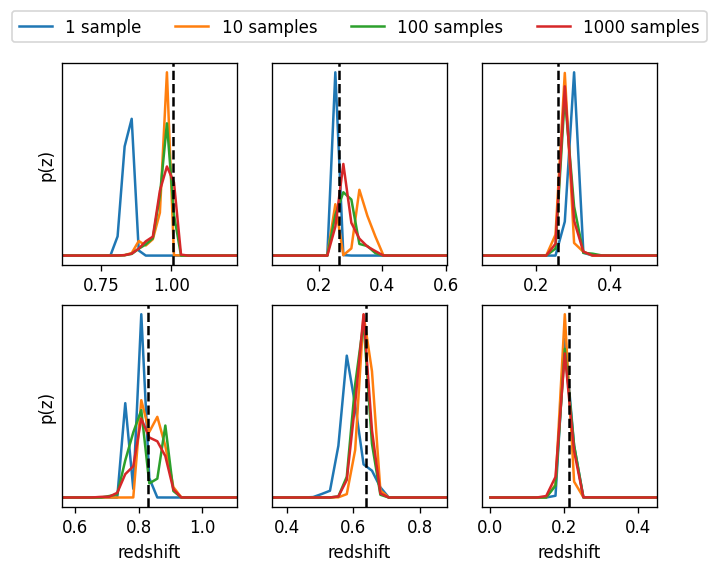 1 sample 10 samples 100 samples 1000 samples
p(z)
0.75 1.00 0.2 0.4 0.6 0.2 0.4
p(z)
0.6 0.8 1.0 0.4 0.6 0.8 0.0 0.2 0.4
redshift redshift redshift